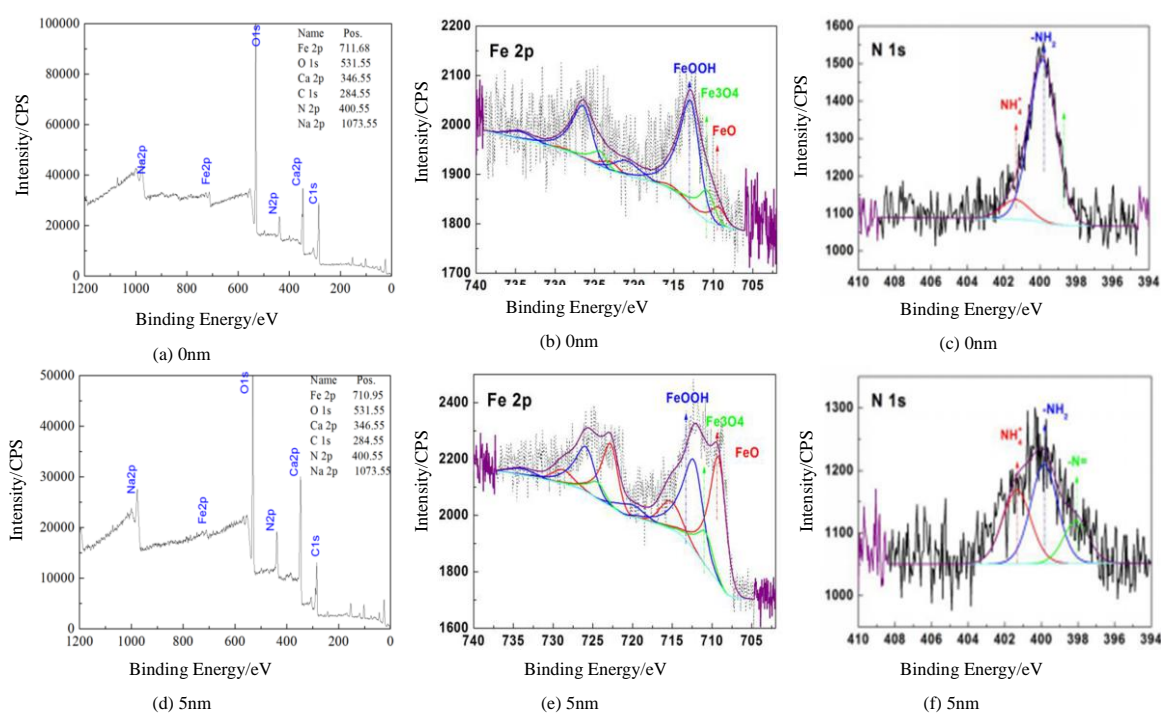 100000
80000
60000
40000
20000
0
Intensity/CPS
Name Pos.
Fe 2p 711.68
O 1s 531.55
Ca 2p 346.55
C 1s 284.55
N 2p 400.55
Na 2p 1073.55
Na2p
Fe2p
O1s
N2p
Ca2p
C1s
1200 1000 800 600 400 200 0
Binding Energy/eV
(a) 0nm
2200
2100
2000
1900
1800
1700
Intensity/CPS
Fe 2p
FeOOH
Fe3O4
FeO
740 735 730 725 720 715 710 705
Binding Energy/eV
(b) 0nm
1600
1500
1400
1300
1200
1100
1000
Intensity/CPS
N 1s
-NH2
NH+
410 408 406 404 402 400 398 396 394
Binding Energy/eV
(c) 0nm
50000
40000
30000
20000
10000
0
Intensity/CPS
Name Pos.
Fe 2p 710.95
O 1s 531.55
Ca 2p 346.55
C 1s 284.55
N 2p 400.55
Na 2p 1073.55
Na2p
Fe2p
O1s
N2p
Ca2p
C1s
1200 1000 800 600 400 200 0
Binding Energy/eV
(d) 5nm
2400
2200
2000
1800
1600
Intensity/CPS
Fe 2p
FeOOH
Fe3O4
FeO
740 735 730 725 720 715 710 705
Binding Energy/eV
(e) 5nm
1300
1200
1100
1000
Intensity/CPS
N 1s
-NH2
NH+
-N=
410 408 406 404 402 400 398 396 394
Binding Energy/eV
(f) 5nm